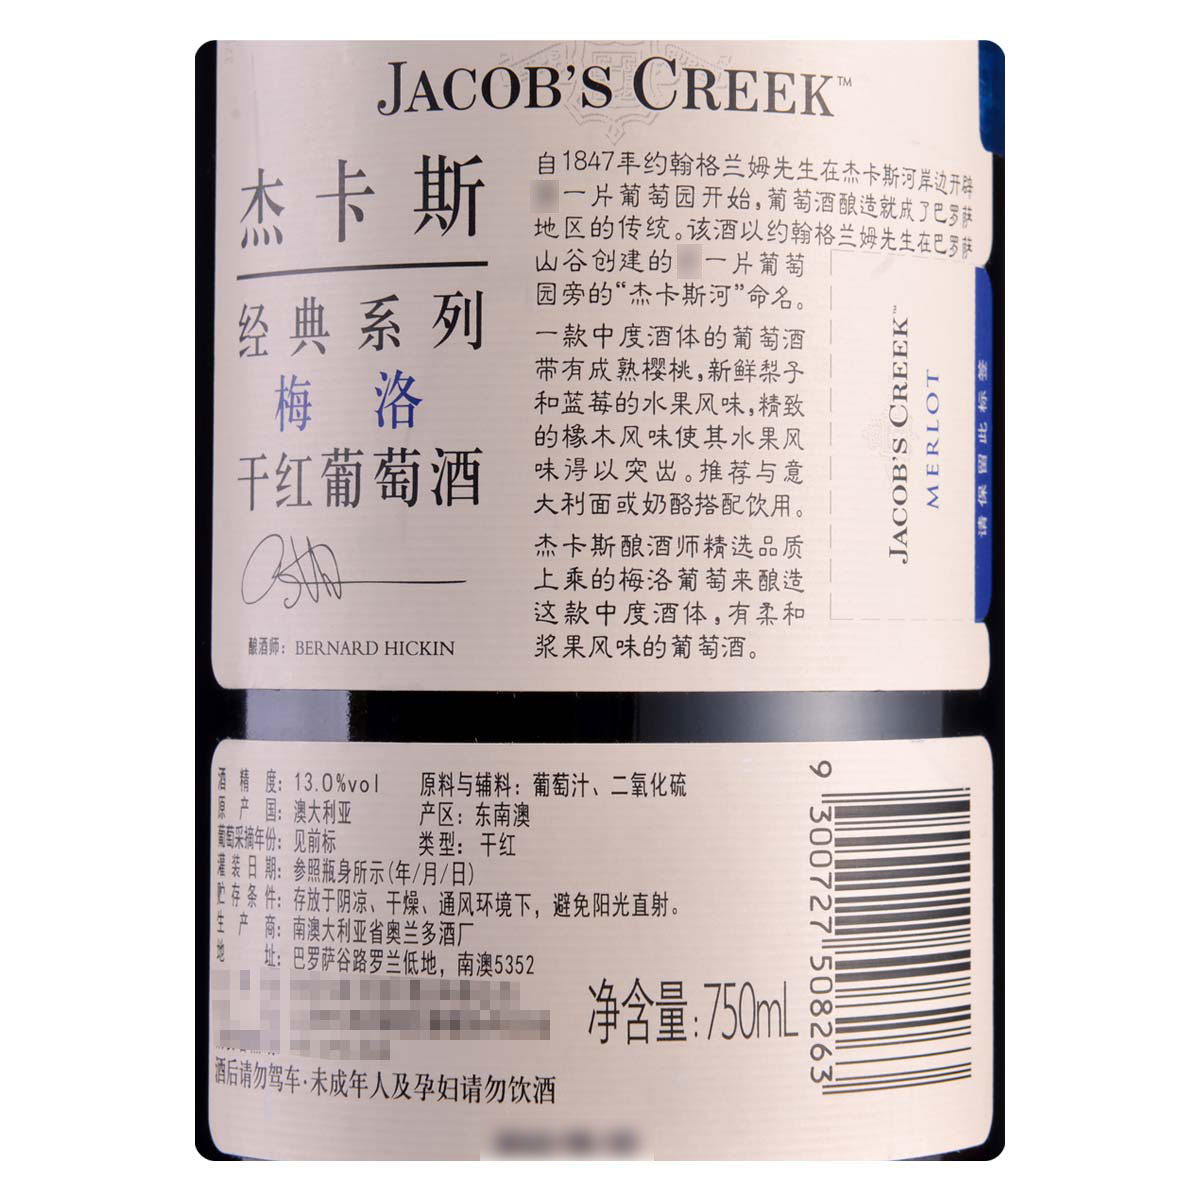 JACOB'S CREEK™
杰卡斯
经典系列
梅洛
干红葡萄酒
酿酒师：BERNARD HICKIN
自1847年约翰格兰姆先生在杰卡斯河岸边开辟
一片葡萄园开始，葡萄酒酿造就成了巴罗萨
地区的传统。该酒以约翰格兰姆先生在巴罗萨
山谷创建的一片葡萄
园旁的“杰卡斯河”命名。
一款中度酒体的葡萄酒
带有成熟樱桃，新鲜梨子
和蓝莓的水果风味，精致
的橡木风味使其水果风
味得以突出。推荐与意
大利面或奶酪搭配饮用。
杰卡斯酿酒师精选品质
上乘的梅洛葡萄来酿造
这款中度酒体，有柔和
浆果风味的葡萄酒。
JACOB'S CREEK™
MERLOT
请保留此标签
酒精度：13.0%vol 原料与辅料：葡萄汁、二氧化硫
原产国：澳大利亚 产区：东南澳
葡萄采摘年份：见前标 类型：干红
灌装日期：参照瓶身所示(年/月/日)
贮存条件：存放于阴凉、干燥、通风环境下，避免阳光直射。
生产商：南澳大利亚省奥兰多酒厂
地址：巴罗萨谷路罗兰低地，南澳5352
净含量：750mL
酒后请勿驾车·未成年人及孕妇请勿饮酒
9 300727 508263